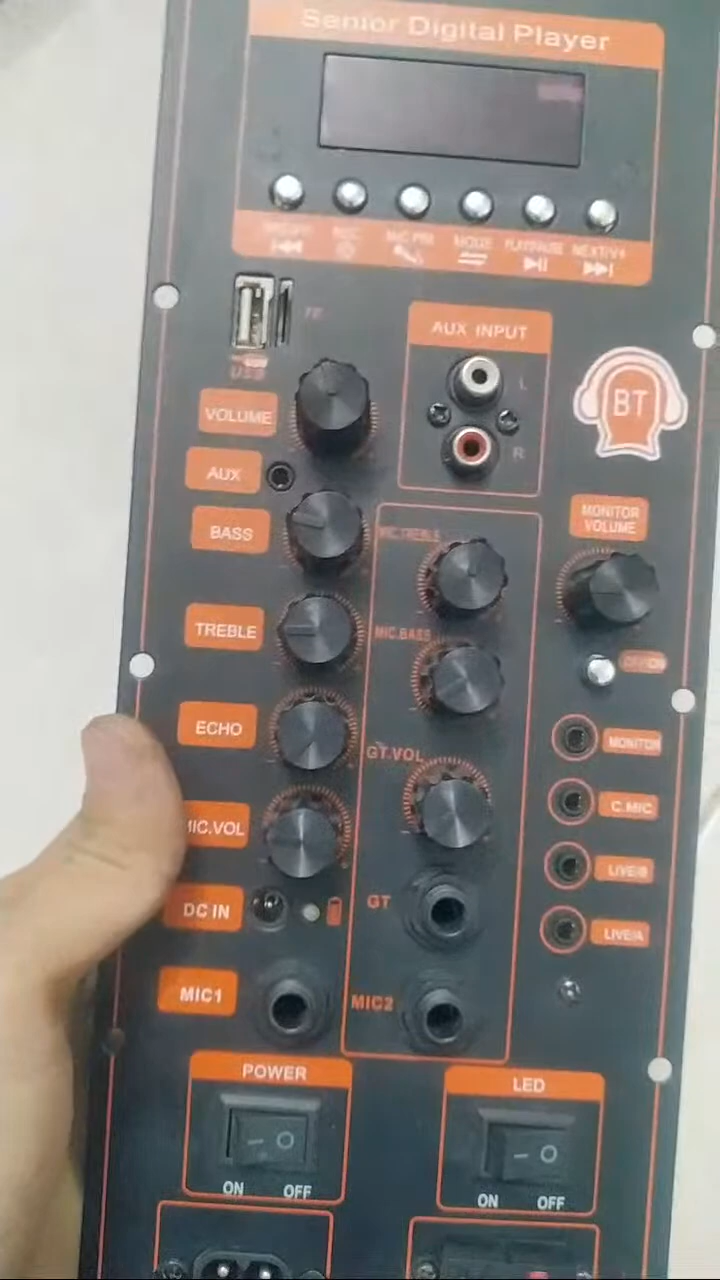 Senior Digital Player
MODE
PLAY/PAUSE
NEXT/V+
USB
AUX INPUT
L
R
BT
VOLUME
AUX
BASS
TREBLE
ECHO
MIC.VOL
DC IN
MIC1
MIC.TREBLE
MIC.BASS
GT.VOL
GT
MIC2
MONITOR
VOLUME
MONITOR
C.MIC
LIVE/B
LIVE/A
POWER
— O
ON OFF
LED
— O
ON OFF